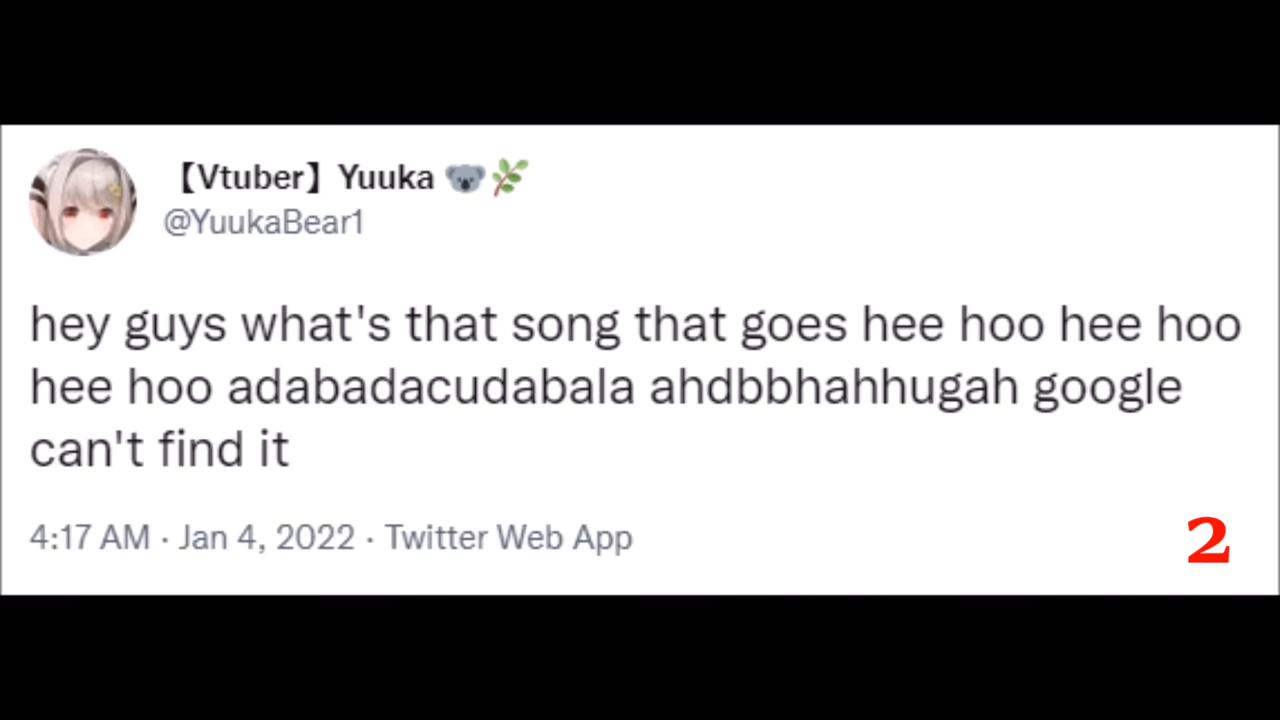 【Vtuber】Yuuka 🐨🌿
@YuukaBear1
hey guys what's that song that goes hee hoo hee hoo
hee hoo adabadacudabala ahdbbhahhugah google
can't find it
4:17 AM · Jan 4, 2022 · Twitter Web App
2